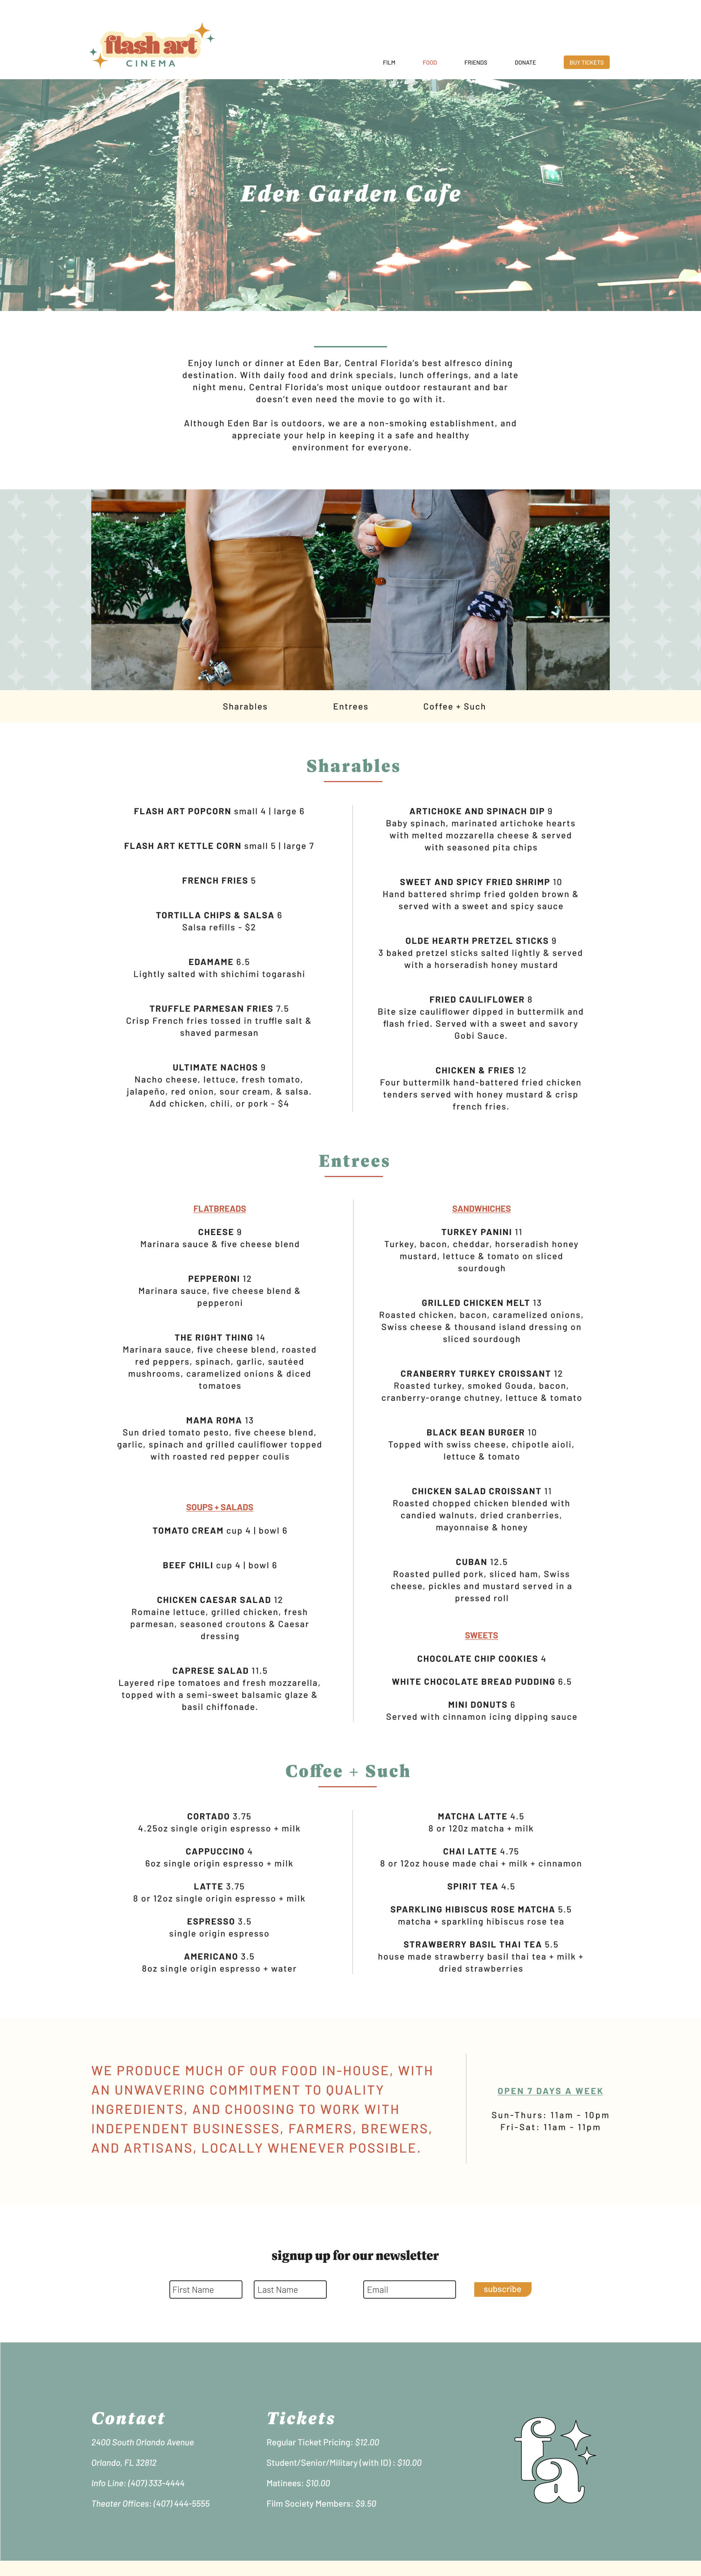 flash art
CINEMA
FILM
FOOD
FRIENDS
DONATE
BUY TICKETS
Eden Garden Cafe
Enjoy lunch or dinner at Eden Bar, Central Florida's best alfresco dining
destination. With daily food and drink specials, lunch offerings, and a late
night menu, Central Florida's most unique outdoor restaurant and bar
doesn't even need the movie to go with it.
Although Eden Bar is outdoors, we are a non-smoking establishment, and
appreciate your help in keeping it a safe and healthy
environment for everyone.
Sharables
Entrees
Coffee + Such
Sharables
FLASH ART POPCORN small 4 | large 6
FLASH ART KETTLE CORN small 5 | large 7
FRENCH FRIES 5
TORTILLA CHIPS & SALSA 6
Salsa refills - $2
EDAMAME 6.5
Lightly salted with shichimi togarashi
TRUFFLE PARMESAN FRIES 7.5
Crisp French fries tossed in truffle salt &
shaved parmesan
ULTIMATE NACHOS 9
Nacho cheese, lettuce, fresh tomato,
jalapeño, red onion, sour cream, & salsa.
Add chicken, chili, or pork - $4
ARTICHOKE AND SPINACH DIP 9
Baby spinach, marinated artichoke hearts
with melted mozzarella cheese & served
with seasoned pita chips
SWEET AND SPICY FRIED SHRIMP 10
Hand battered shrimp fried golden brown &
served with a sweet and spicy sauce
OLDE HEARTH PRETZEL STICKS 9
3 baked pretzel sticks salted lightly & served
with a horseradish honey mustard
FRIED CAULIFLOWER 8
Bite size cauliflower dipped in buttermilk and
flash fried. Served with a sweet and savory
Gobi Sauce.
CHICKEN & FRIES 12
Four buttermilk hand-battered fried chicken
tenders served with honey mustard & crisp
french fries.
Entrees
FLATBREADS
CHEESE 9
Marinara sauce & five cheese blend
PEPPERONI 12
Marinara sauce, five cheese blend &
pepperoni
THE RIGHT THING 14
Marinara sauce, five cheese blend, roasted
red peppers, spinach, garlic, sautéed
mushrooms, caramelized onions & diced
tomatoes
MAMA ROMA 13
Sun dried tomato pesto, five cheese blend,
garlic, spinach and grilled cauliflower topped
with roasted red pepper coulis
SOUPS + SALADS
TOMATO CREAM cup 4 | bowl 6
BEEF CHILI cup 4 | bowl 6
CHICKEN CAESAR SALAD 12
Romaine lettuce, grilled chicken, fresh
parmesan, seasoned croutons & Caesar
dressing
CAPRESE SALAD 11.5
Layered ripe tomatoes and fresh mozzarella,
topped with a semi-sweet balsamic glaze &
basil chiffonade.
SANDWHICHES
TURKEY PANINI 11
Turkey, bacon, cheddar, horseradish honey
mustard, lettuce & tomato on sliced
sourdough
GRILLED CHICKEN MELT 13
Roasted chicken, bacon, caramelized onions,
Swiss cheese & thousand island dressing on
sliced sourdough
CRANBERRY TURKEY CROISSANT 12
Roasted turkey, smoked Gouda, bacon,
cranberry-orange chutney, lettuce & tomato
BLACK BEAN BURGER 10
Topped with swiss cheese, chipotle aioli,
lettuce & tomato
CHICKEN SALAD CROISSANT 11
Roasted chopped chicken blended with
candied walnuts, dried cranberries,
mayonnaise & honey
CUBAN 12.5
Roasted pulled pork, sliced ham, Swiss
cheese, pickles and mustard served in a
pressed roll
SWEETS
CHOCOLATE CHIP COOKIES 4
WHITE CHOCOLATE BREAD PUDDING 6.5
MINI DONUTS 6
Served with cinnamon icing dipping sauce
Coffee + Such
CORTADO 3.75
4.25oz single origin espresso + milk
CAPPUCCINO 4
6oz single origin espresso + milk
LATTE 3.75
8 or 12oz single origin espresso + milk
ESPRESSO 3.5
single origin espresso
AMERICANO 3.5
8oz single origin espresso + water
MATCHA LATTE 4.5
8 or 120z matcha + milk
CHAI LATTE 4.75
8 or 12oz house made chai + milk + cinnamon
SPIRIT TEA 4.5
SPARKLING HIBISCUS ROSE MATCHA 5.5
matcha + sparkling hibiscus rose tea
STRAWBERRY BASIL THAI TEA 5.5
house made strawberry basil thai tea + milk +
dried strawberries
WE PRODUCE MUCH OF OUR FOOD IN-HOUSE, WITH
AN UNWAVERING COMMITMENT TO QUALITY
INGREDIENTS, AND CHOOSING TO WORK WITH
INDEPENDENT BUSINESSES, FARMERS, BREWERS,
AND ARTISANS, LOCALLY WHENEVER POSSIBLE.
OPEN 7 DAYS A WEEK
Sun-Thurs: 11am - 10pm
Fri-Sat: 11am - 11pm
signup up for our newsletter
First Name
Last Name
Email
subscribe
Contact
2400 South Orlando Avenue
Orlando, FL 32812
Info Line: (407) 333-4444
Theater Offices: (407) 444-5555
Tickets
Regular Ticket Pricing: $12.00
Student/Senior/Military (with ID) : $10.00
Matinees: $10.00
Film Society Members: $9.50
fa